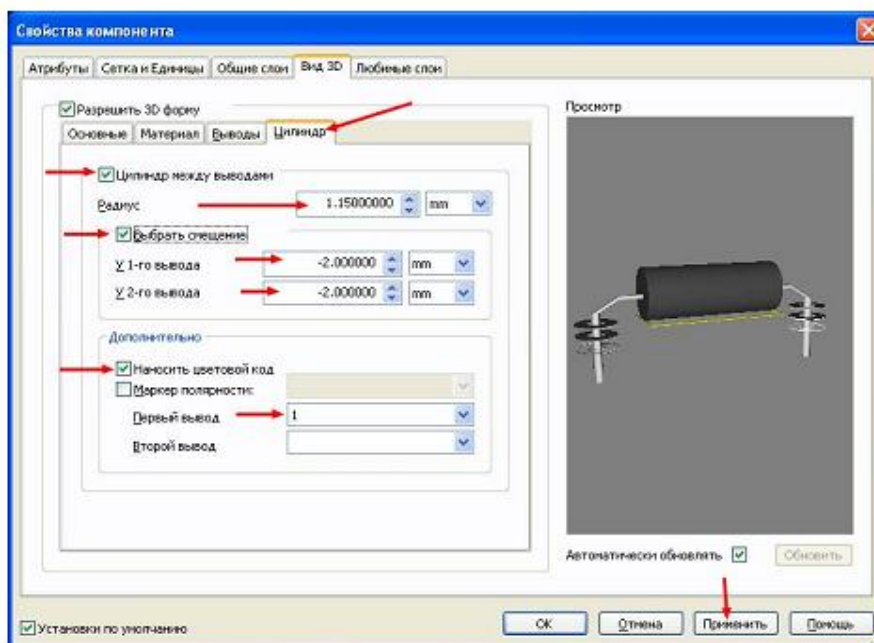 Свойства компонента
Атрибуты Сетка и Единицы Общие слои Вид 3D Любимые слои
Разрешить 3D форму
Просмотр
Основные Материал Выводы Цилиндр
Цилиндр между выводами
Радиус 1.15000000 mm
Выбрать смещение
Y 1-го вывода -2.000000 mm
Y 2-го вывода -2.000000 mm
Дополнительно
Наносить цветовой код
Маркер полярности:
Первый вывод 1
Второй вывод
Автоматически обновлять Обновить
Установки по умолчанию OK Отмена Применить Помощь